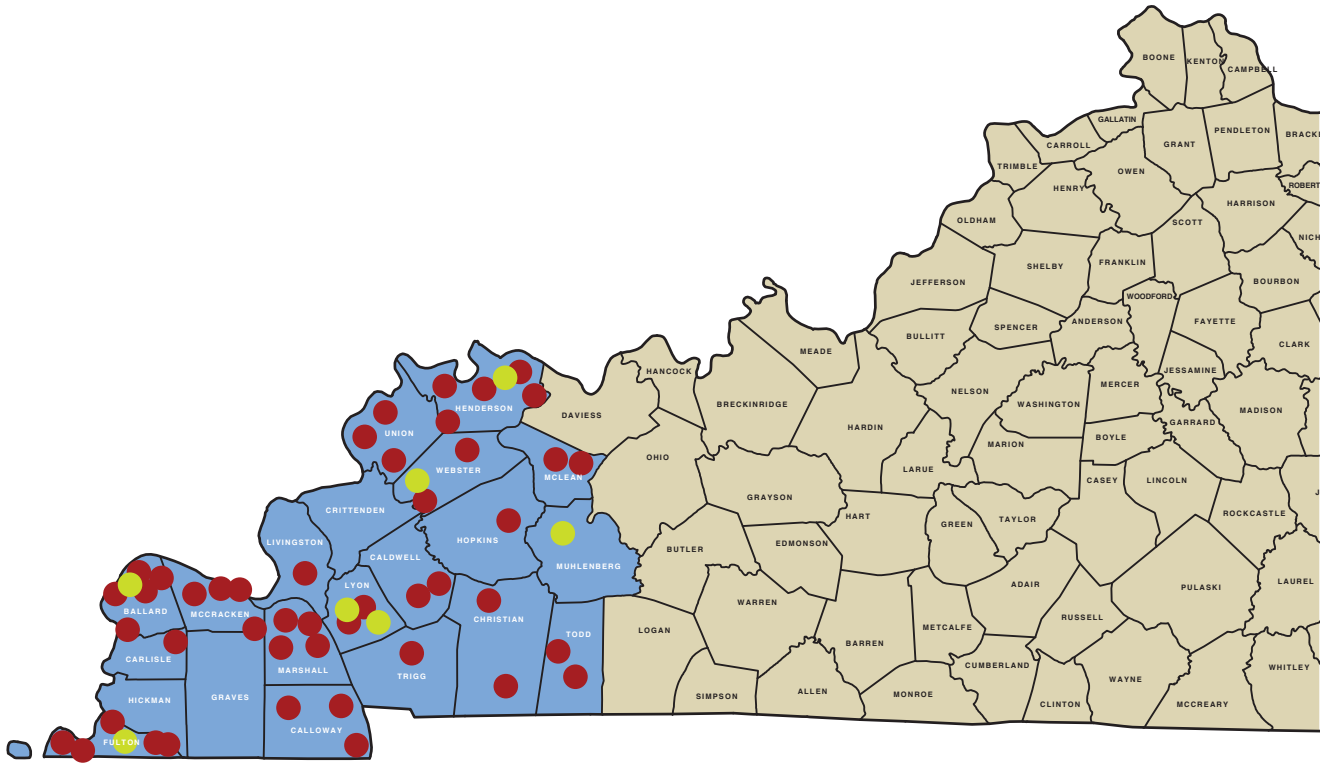 BOONE
KENTON
CAMPBELL
GALLATIN
PENDLETON
GRANT
CARROLL
TRIMBLE
OWEN
HENRY
HARRISON
OLDHAM
SCOTT
FRANKLIN
SHELBY
JEFFERSON
BOURBON
WOODFORD
ANDERSON
FAYETTE
SPENCER
BULLITT
CLARK
MEADE
HANCOCK
JESSAMINE
MERCER
NELSON
BRECKINRIDGE
WASHINGTON
HENDERSON
MADISON
DAVIESS
GARRARD
HARDIN
UNION
BOYLE
MARION
OHIO
WEBSTER
LARUE
MCLEAN
CASEY
LINCOLN
GRAYSON
CRITTENDEN
ROCKCASTLE
HART
TAYLOR
GREEN
HOPKINS
LIVINGSTON
EDMONSON
BUTLER
CALDWELL
MUHLENBERG
LAUREL
LYON
ADAIR
PULASKI
WARREN
BALLARD
MCCRACKEN
RUSSELL
CHRISTIAN
METCALFE
LOGAN
TODD
BARREN
CARLISLE
CUMBERLAND
WHITLEY
MARSHALL
TRIGG
WAYNE
ALLEN
MONROE
SIMPSON
GRAVES
HICKMAN
CLINTON
MCCREARY
CALLOWAY
FULTON